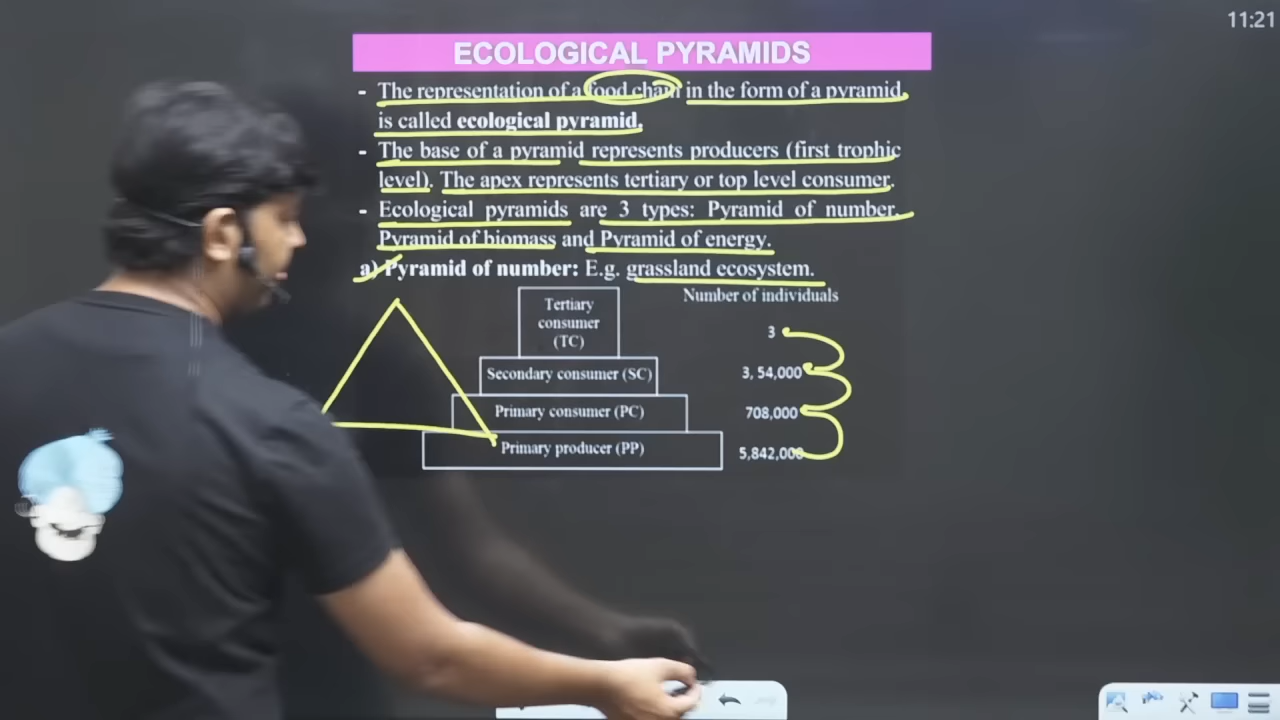 11:21
ECOLOGICAL PYRAMIDS
- The representation of a food chain in the form of a pyramid,
is called ecological pyramid.
- The base of a pyramid represents producers (first trophic
level). The apex represents tertiary or top level consumer.
- Ecological pyramids are 3 types: Pyramid of number,
Pyramid of biomass and Pyramid of energy.
a) Pyramid of number: E.g. grassland ecosystem.
Number of individuals
Tertiary
consumer
(TC)
3
Secondary consumer (SC)
3, 54,000
Primary consumer (PC)
708,000
Primary producer (PP)
5,842,000